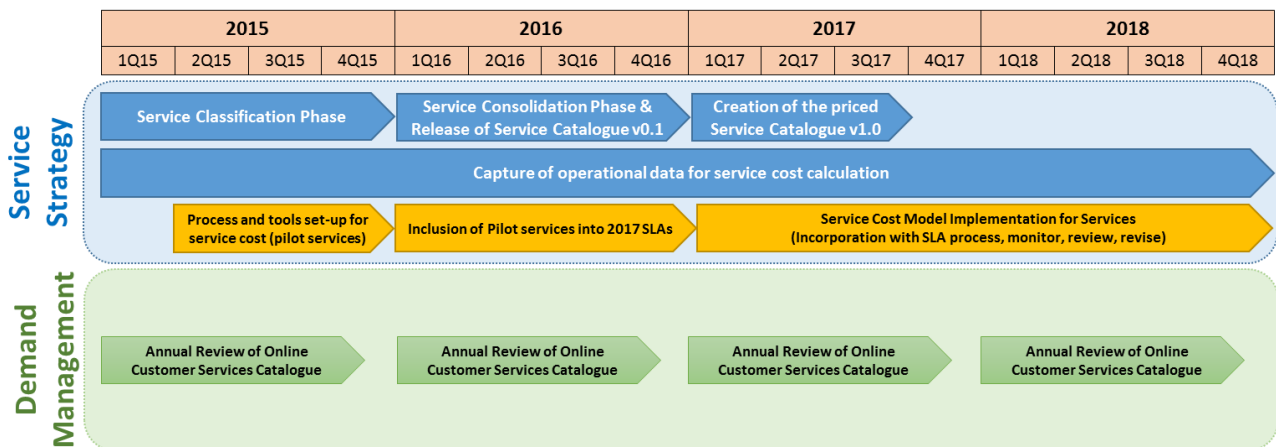 2015 2016 2017 2018
1Q15 2Q15 3Q15 4Q15 1Q16 2Q16 3Q16 4Q16 1Q17 2Q17 3Q17 4Q17 1Q18 2Q18 3Q18 4Q18
Service
Strategy
Service Classification Phase
Service Consolidation Phase &
Release of Service Catalogue v0.1
Creation of the priced
Service Catalogue v1.0
Capture of operational data for service cost calculation
Process and tools set-up for
service cost (pilot services)
Inclusion of Pilot services into 2017 SLAs
Service Cost Model Implementation for Services
(Incorporation with SLA process, monitor, review, revise)
Demand
Management
Annual Review of Online
Customer Services Catalogue
Annual Review of Online
Customer Services Catalogue
Annual Review of Online
Customer Services Catalogue
Annual Review of Online
Customer Services Catalogue